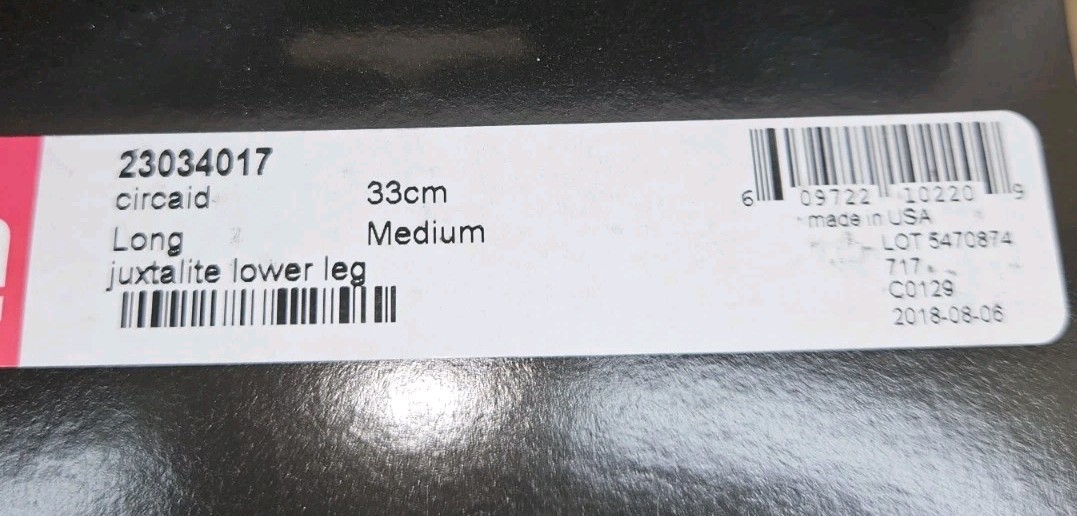 23034017
circaid
33cm
Long
Medium
juxtalite lower leg
6 09722 10220 9
made in USA
LOT 5470874
717
C0129
2018-08-06